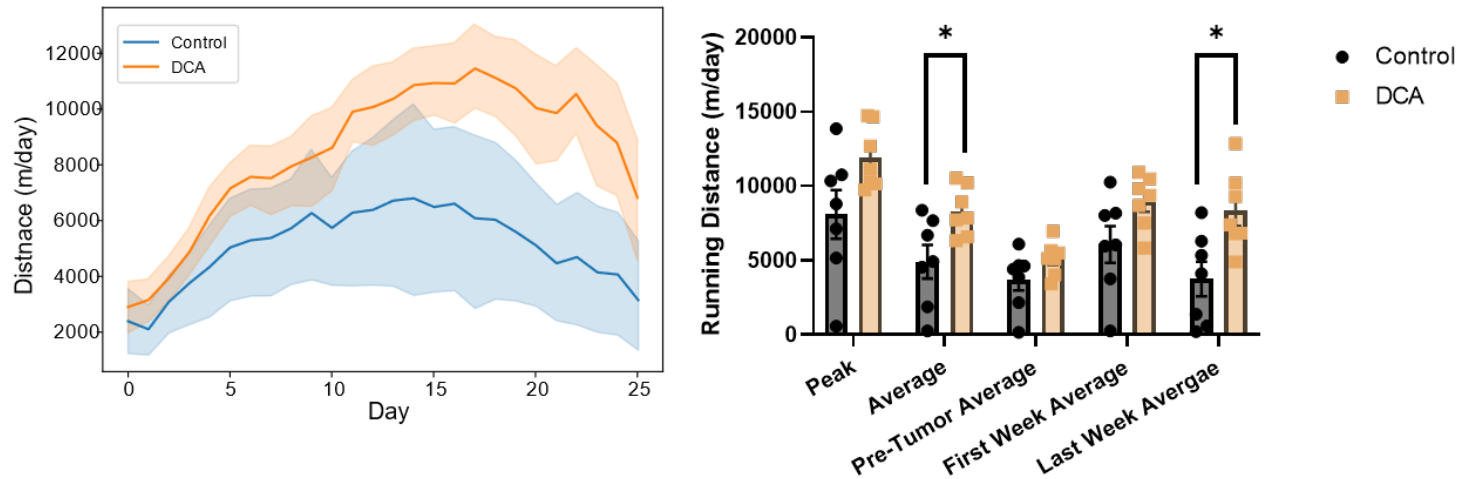 Distnace (m/day)
12000
10000
8000
6000
4000
2000
Control
DCA
0 5 10 15 20 25
Day
Running Distance (m/day)
20000
15000
10000
5000
0
* *
Peak
Average
Pre-Tumor Average
First Week Average
Last Week Avergae
Control
DCA